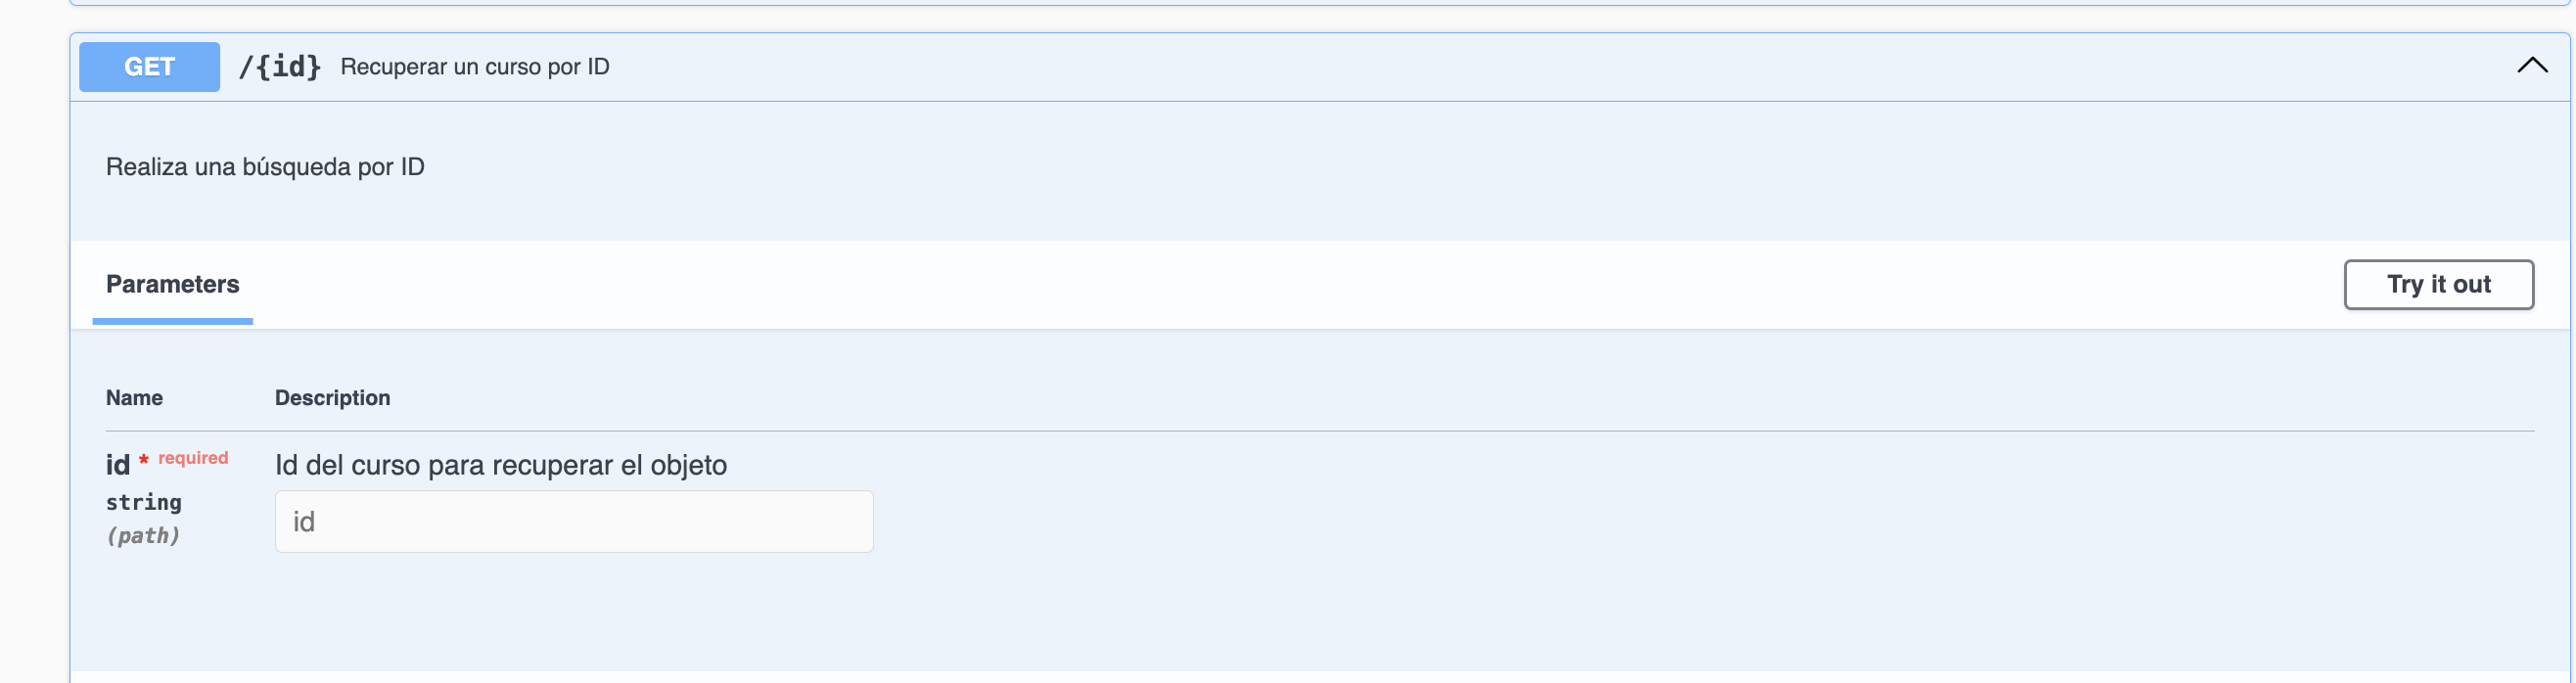 GET /{id} Recuperar un curso por ID
Realiza una búsqueda por ID
Parameters Try it out
Name Description
id * required Id del curso para recuperar el objeto
string
id
(path)